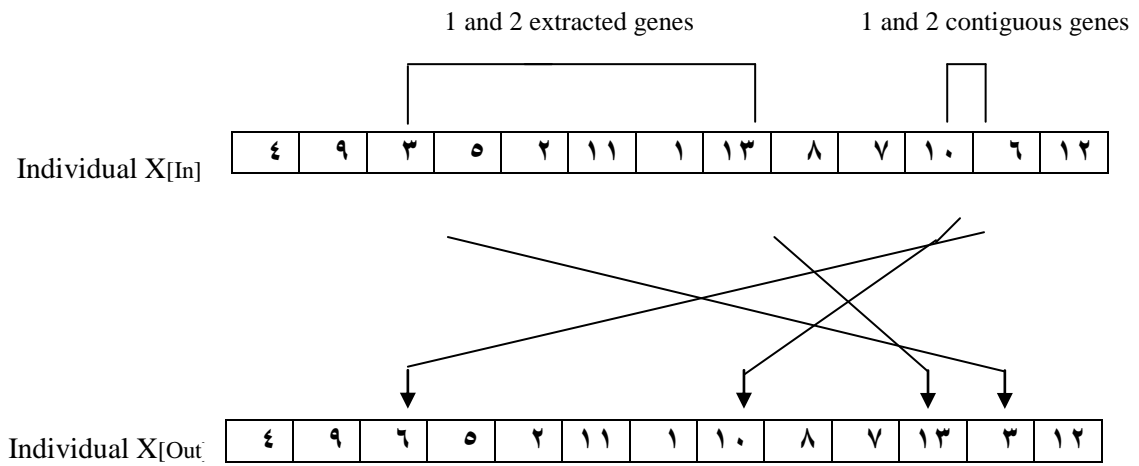 1 and 2 extracted genes 1 and 2 contiguous genes
Individual X[In] ٤ ٩ ٣ ٥ ٢ ١١ ١ ١٣ ٨ ٧ ١٠ ٦ ١٢
Individual X[Out] ٤ ٩ ٦ ٥ ٢ ١١ ١ ١٠ ٨ ٧ ١٣ ٣ ١٢